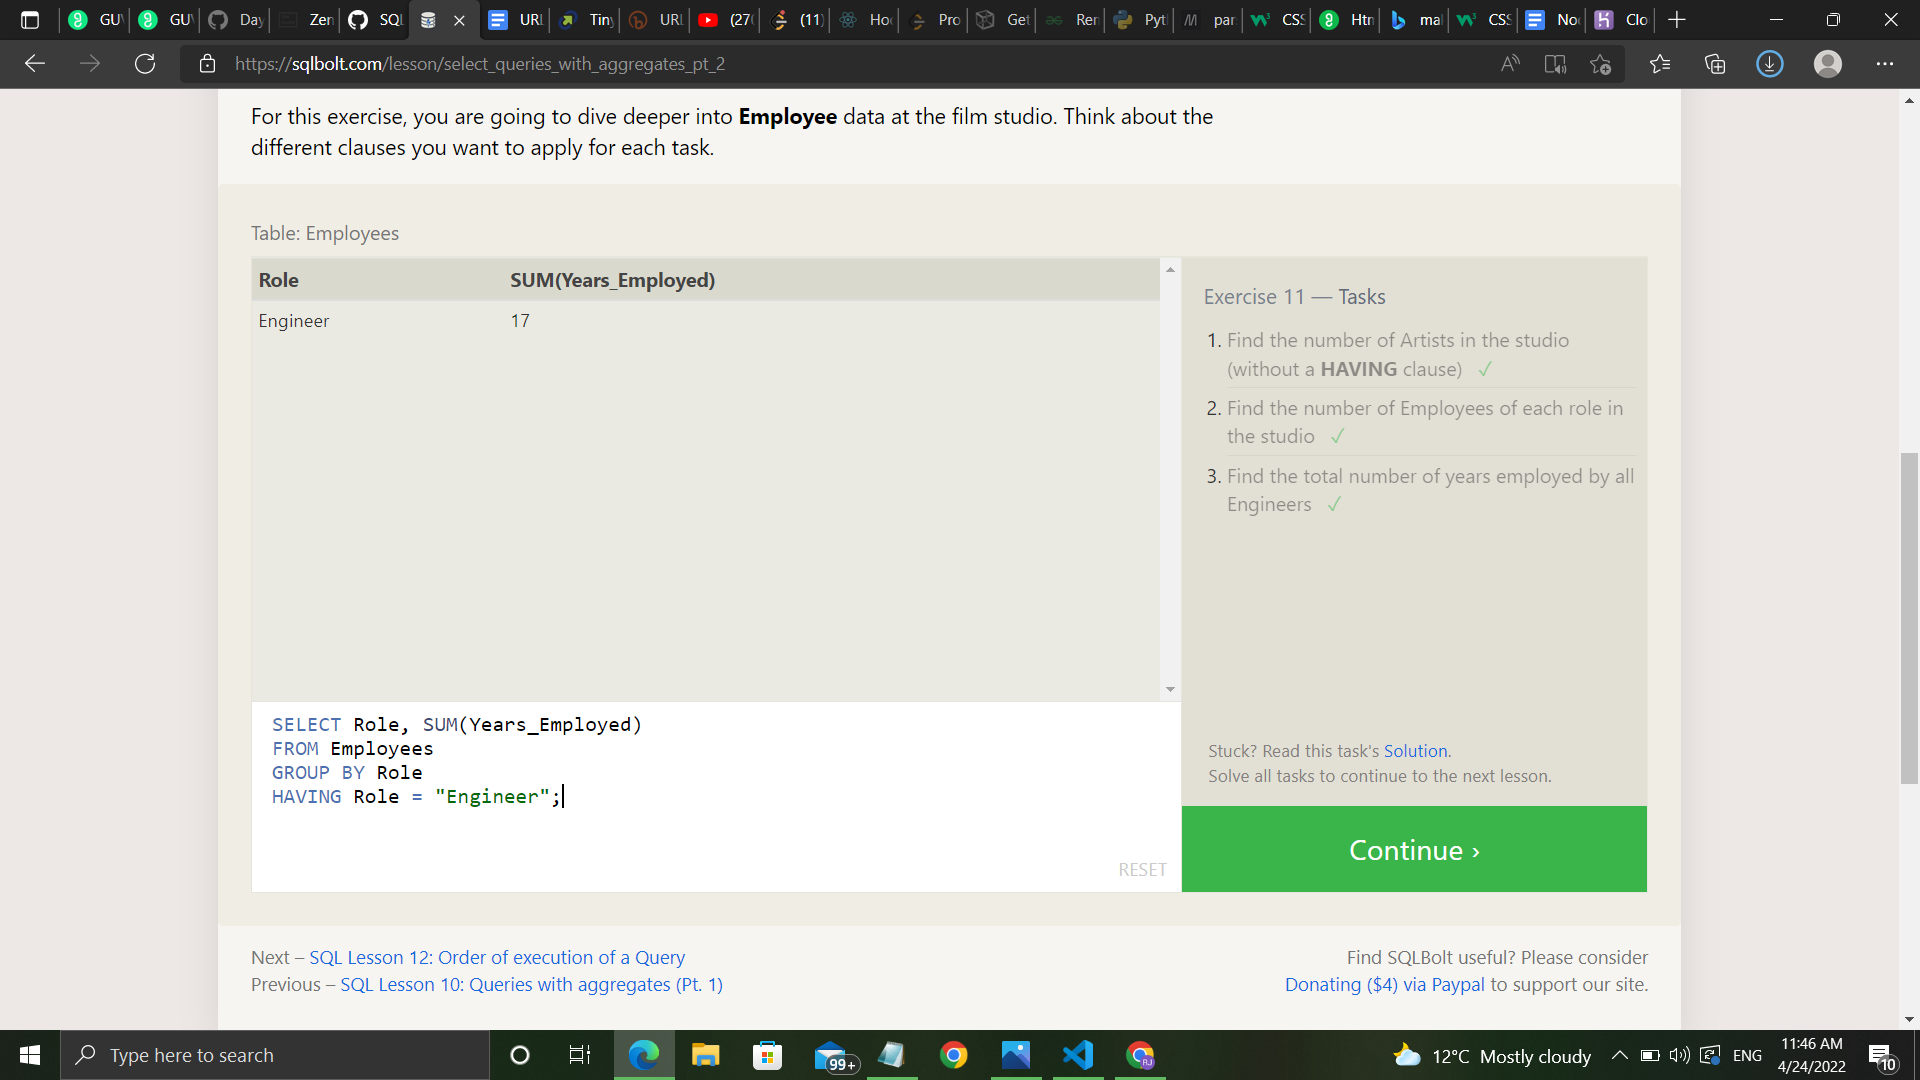 GU
GU
Day
Zen
SQL
URL
Tiny
URL
(270
(11)
Hoo
Pro
Get
Ren
Pyt
par
CSS
Htm
mal
CSS
Noc
Clo
https://sqlbolt.com/lesson/select_queries_with_aggregates_pt_2
For this exercise, you are going to dive deeper into Employee data at the film studio. Think about the
different clauses you want to apply for each task.
Table: Employees
Role SUM(Years_Employed)
Engineer 17
Exercise 11 — Tasks
1. Find the number of Artists in the studio
(without a HAVING clause) ✓
2. Find the number of Employees of each role in
the studio ✓
3. Find the total number of years employed by all
Engineers ✓
Stuck? Read this task's Solution.
Solve all tasks to continue to the next lesson.
Continue ›
SELECT Role, SUM(Years_Employed)
FROM Employees
GROUP BY Role
HAVING Role = "Engineer";
RESET
Next – SQL Lesson 12: Order of execution of a Query
Previous – SQL Lesson 10: Queries with aggregates (Pt. 1)
Find SQLBolt useful? Please consider
Donating ($4) via Paypal to support our site.
Type here to search
99+
RJ
12°C Mostly cloudy
ENG
11:46 AM
4/24/2022
10